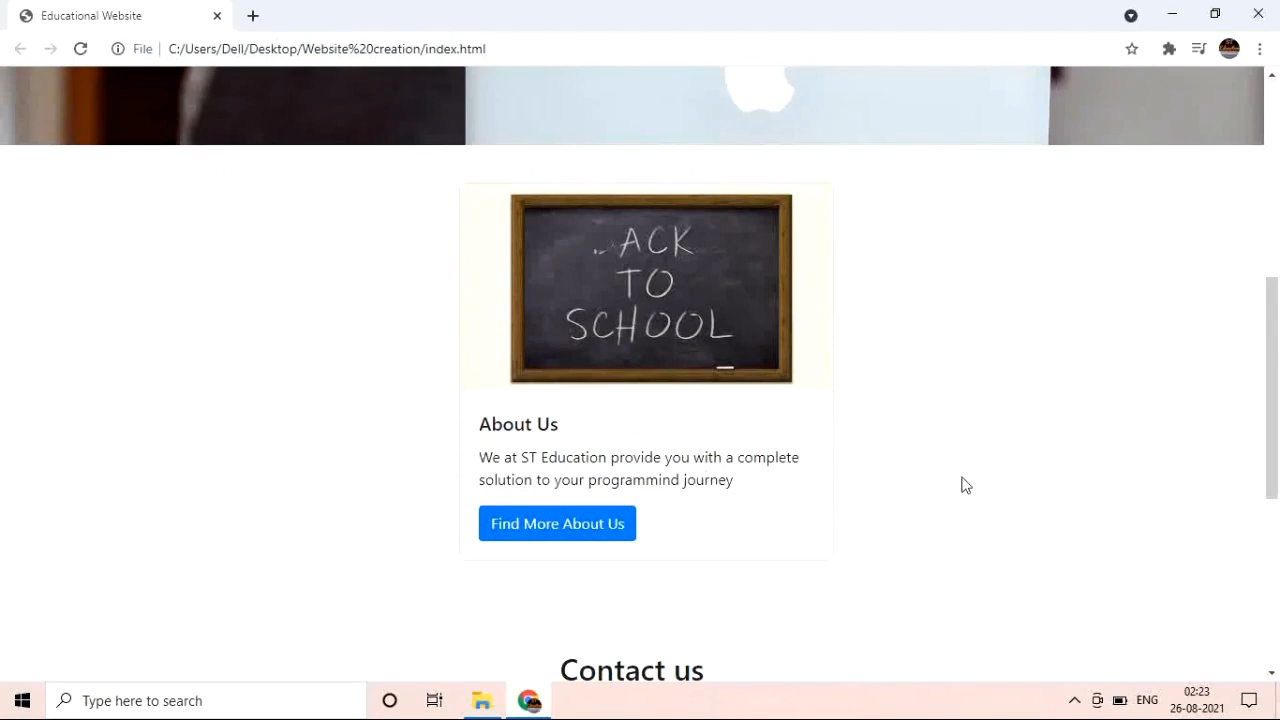 Educational Website
File
C:/Users/Dell/Desktop/Website%20creation/index.html
ACK
TO
SCHOOL
About Us
We at ST Education provide you with a complete
solution to your programmind journey
Find More About Us
Contact us
Type here to search
ENG
02:23
26-08-2021